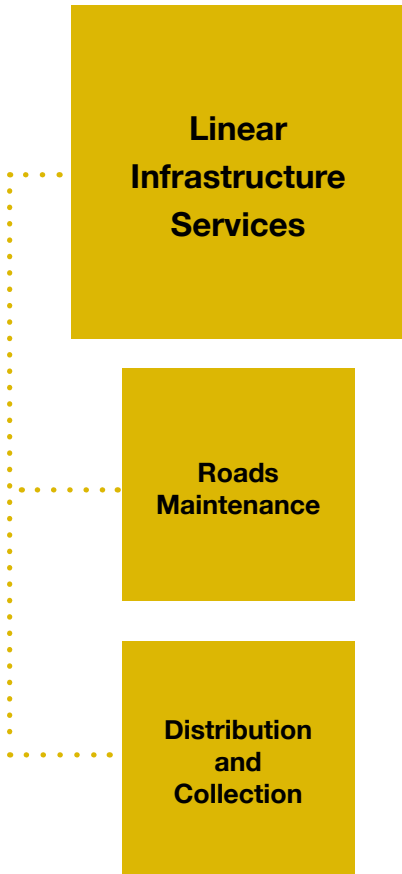 Linear
Infrastructure
Services
Roads
Maintenance
Distribution
and
Collection